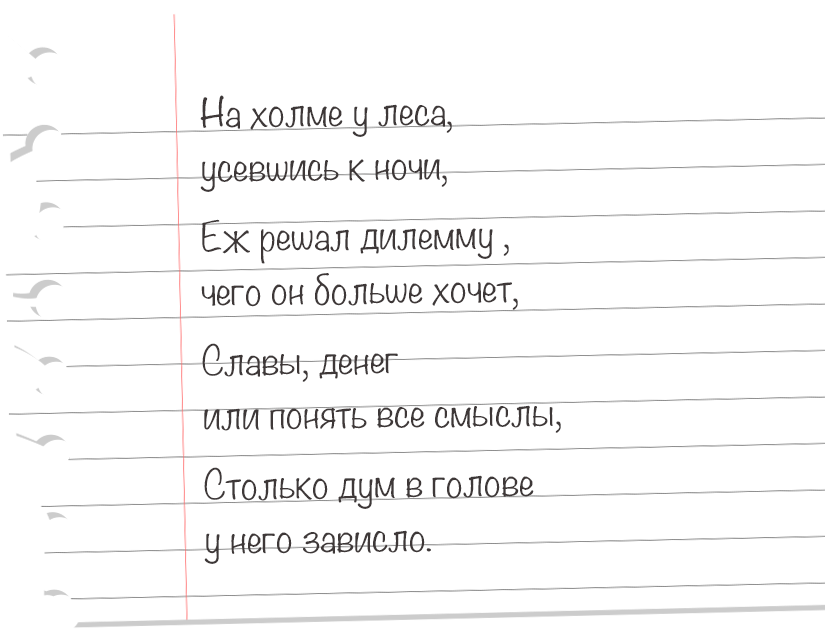 На холме у леса,
усевшись к ночи,
Еж решал дилемму ,
чего он больше хочет,
Славы, денег
или понять все смыслы,
Столько дум в голове
у него зависло.